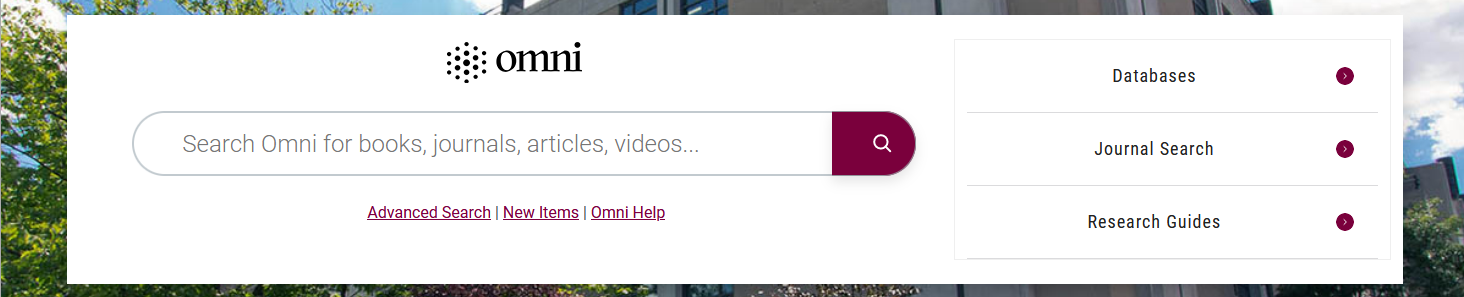 omni
Search Omni for books, journals, articles, videos...
Advanced Search | New Items | Omni Help
Databases
Journal Search
Research Guides